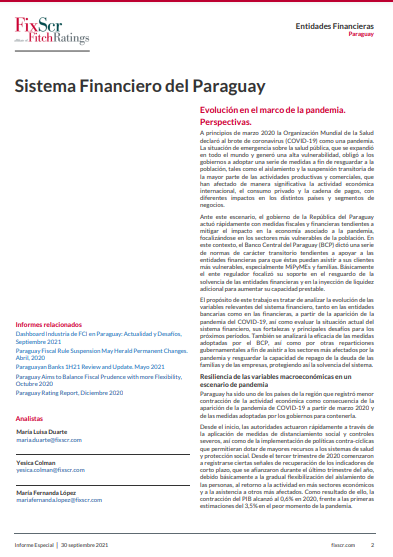 FixScr
affiliate of FitchRatings
Entidades Financieras
Paraguay
Sistema Financiero del Paraguay
Evolución en el marco de la pandemia.
Perspectivas.
A principios de marzo 2020 la Organización Mundial de la Salud
declaró al brote de coronavirus (COVID-19) como una pandemia.
La situación de emergencia sobre la salud pública, que se expandió
en todo el mundo y generó una alta vulnerabilidad, obligó a los
gobiernos a adoptar una serie de medidas a fin de resguardar a la
población, tales como el aislamiento y la suspensión transitoria de
la mayor parte de las actividades productivas y comerciales, que
han afectado de manera significativa la actividad económica
internacional, el consumo privado y la cadena de pagos, con
diferentes impactos en los distintos países y segmentos de
negocios.
Ante este escenario, el gobierno de la República del Paraguay
actuó rápidamente con medidas fiscales y financieras tendientes a
mitigar el impacto en la economía asociado a la pandemia,
focalizándose en los sectores más vulnerables de la población. En
este contexto, el Banco Central del Paraguay (BCP) dictó una serie
de normas de carácter transitorio tendientes a apoyar a las
entidades financieras para que éstas puedan asistir a sus clientes
más vulnerables, especialmente MiPyMEs y familias. Básicamente
el ente regulador focalizó su soporte en el resguardo de la
solvencia de las entidades financieras y en la inyección de liquidez
adicional para aumentar su capacidad prestable.
El propósito de este trabajo es tratar de analizar la evolución de las
variables relevantes del sistema financiero, tanto en las entidades
bancarias como en las financieras, a partir de la aparición de la
pandemia del COVID-19, así como evaluar la situación actual del
sistema, sus fortalezas y principales desafíos para los
próximos períodos. También se analizará la eficacia de las medidas
adoptadas por el BCP, así como por otras reparticiones
gubernamentales a fin de asistir a los sectores más afectados por la
pandemia y resguardar la capacidad de repago de la deuda de las
familias y de las empresas, protegiendo así la solvencia del sistema.
Resiliencia de las variables macroeconómicas en un
escenario de pandemia
Paraguay ha sido uno de los países de la región que registró menor
contracción de la actividad económica como consecuencia de la
aparición de la pandemia de COVID-19 a partir de marzo 2020 y
de las medidas adoptadas por los gobiernos para contenerla.
Desde el inicio, las autoridades actuaron rápidamente a través de
la aplicación de medidas de distanciamiento social y controles
severos, así como de la implementación de políticas contra-cíclicas
que permitieron dotar de mayores recursos a los sistemas de salud
y protección social. Desde el tercer trimestre de 2020 comenzaron
a registrarse ciertas señales de recuperación de los indicadores de
corto plazo, que se afianzaron durante el último trimestre del año,
debido básicamente a la gradual flexibilización del aislamiento de
las personas, al retorno a la actividad en más sectores económicos
y a la asistencia a otros más afectados. Como resultado de ello, la
contracción del PIB alcanzó al 0,6% en 2020, frente a las primeras
estimaciones del 3,5% en el peor momento de la pandemia.
Informes relacionados
Dashboard Industria de FCI en Paraguay: Actualidad y Desafíos,
Septiembre 2021
Paraguay Fiscal Rule Suspension May Herald Permanent Changes.
Abril, 2020
Paraguayan Banks 1H21 Review and Update. Mayo 2021
Paraguay Aims to Balance Fiscal Prudence with more Flexibility.
Octubre 2020
Paraguay Rating Report, Diciembre 2020
Analistas
María Luisa Duarte
maria.duarte@fixscr.com
Yesica Colman
yesica.colman@fixscr.com
María Fernanda López
mariafernanda.lopez@fixscr.com
Informe Especial | 30 septiembre 2021
fixscr.com 2